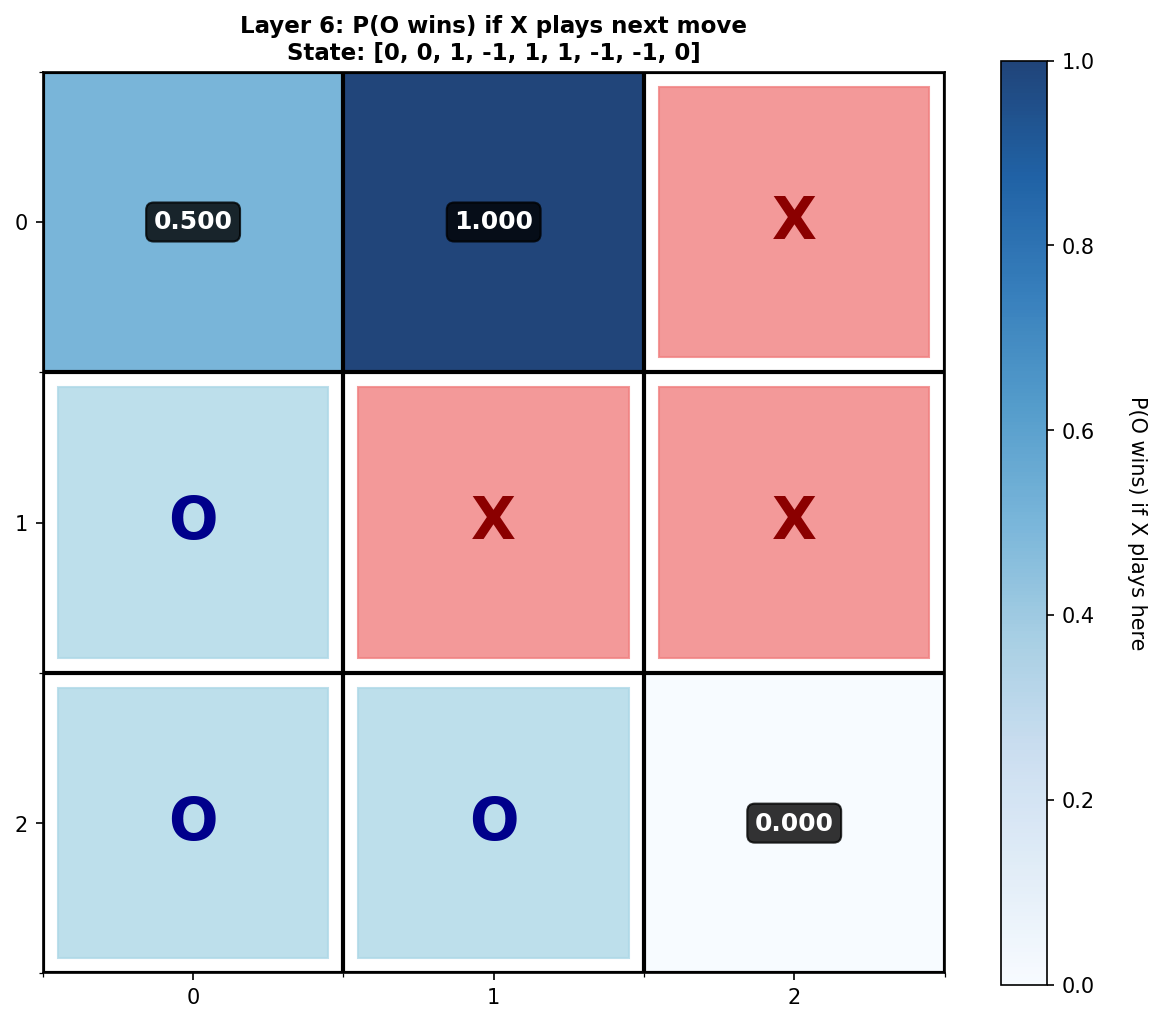 Layer 6: P(O wins) if X plays next move
State: [0, 0, 1, -1, 1, 1, -1, -1, 0]
0
0.500
1.000
X
1
O
X
X
2
O
O
0.000
0
1
2
1.0
0.8
0.6
0.4
0.2
0.0
P(O wins) if X plays here